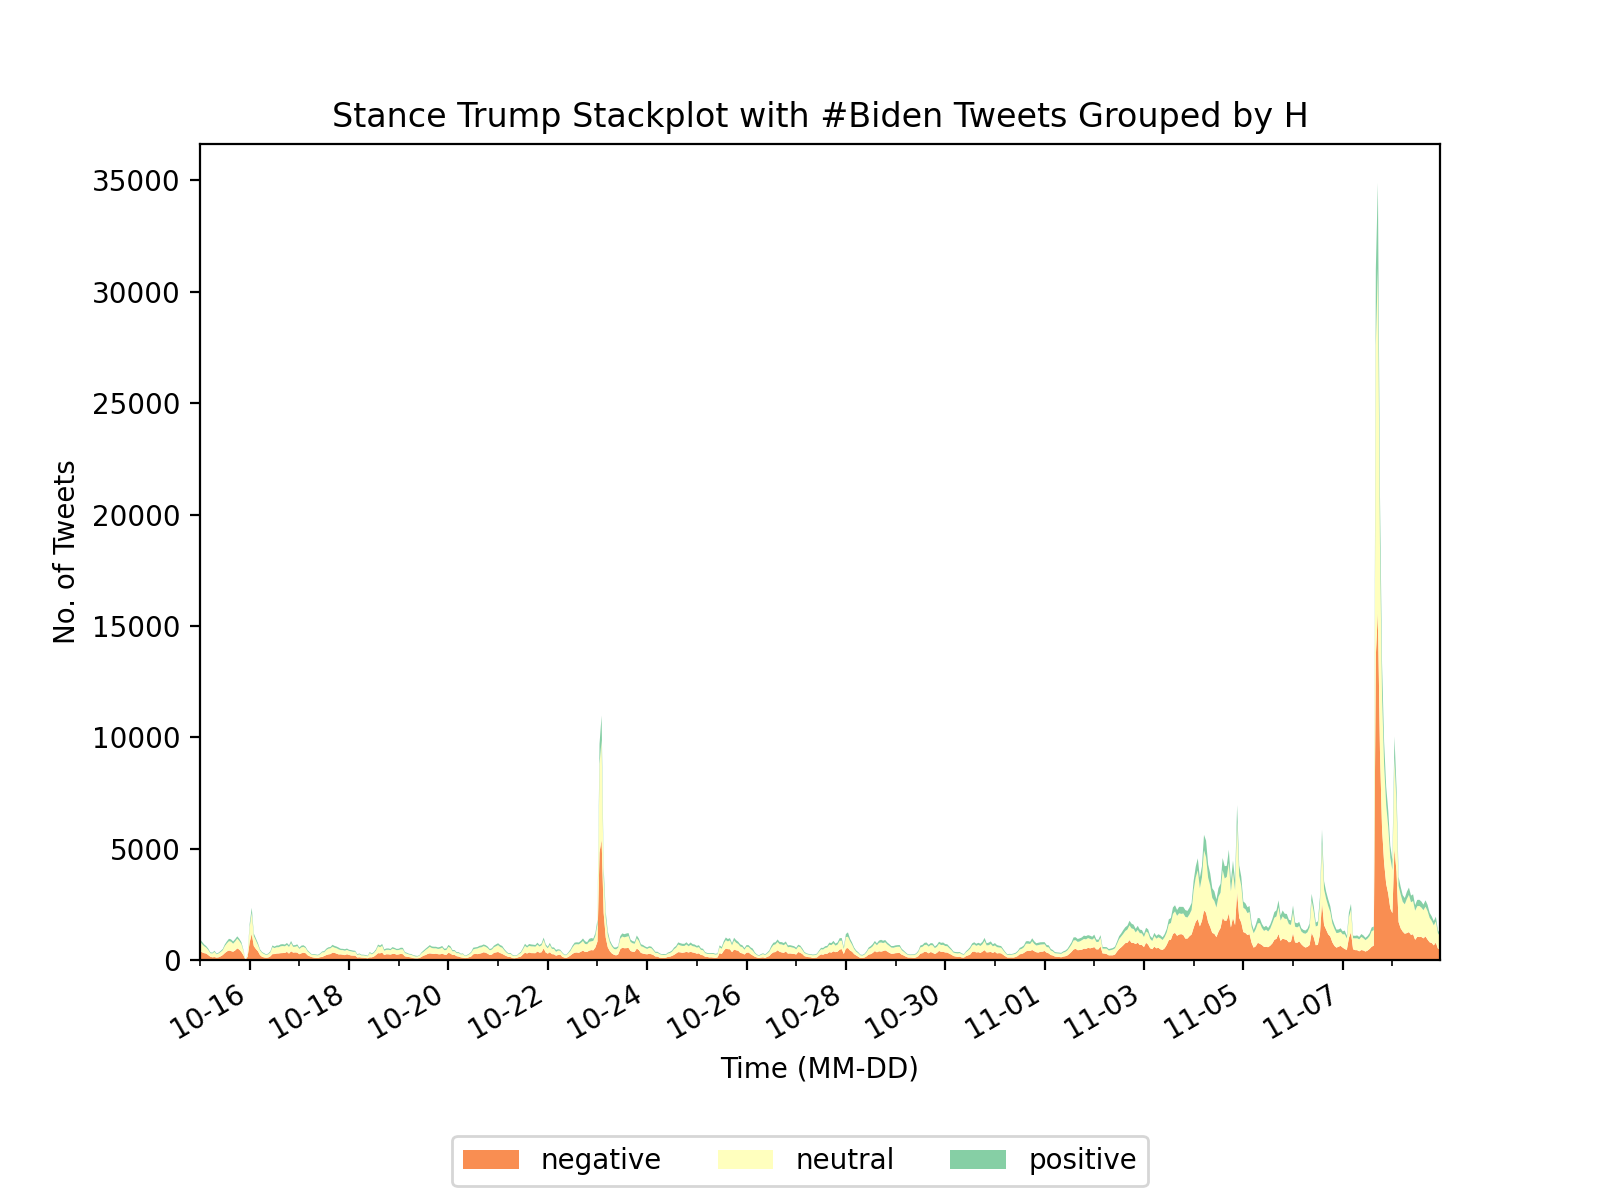 Stance Trump Stackplot with #Biden Tweets Grouped by H
35000
30000
25000
20000
15000
10000
5000
0
No. of Tweets
10-16 10-18 10-20 10-22 10-24 10-26 10-28 10-30 11-01 11-03 11-05 11-07
Time (MM-DD)
negative neutral positive